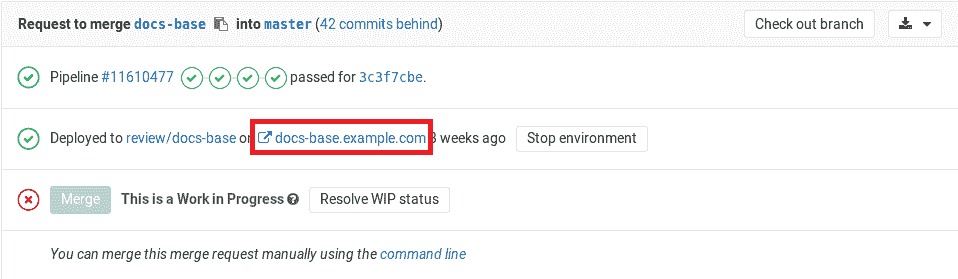 Request to merge docs-base into master (42 commits behind) Check out branch
Pipeline #11610477 passed for 3c3f7cbe.
Deployed to review/docs-base on docs-base.example.com 3 weeks ago Stop environment
Merge This is a Work in Progress Resolve WIP status
You can merge this merge request manually using the command line